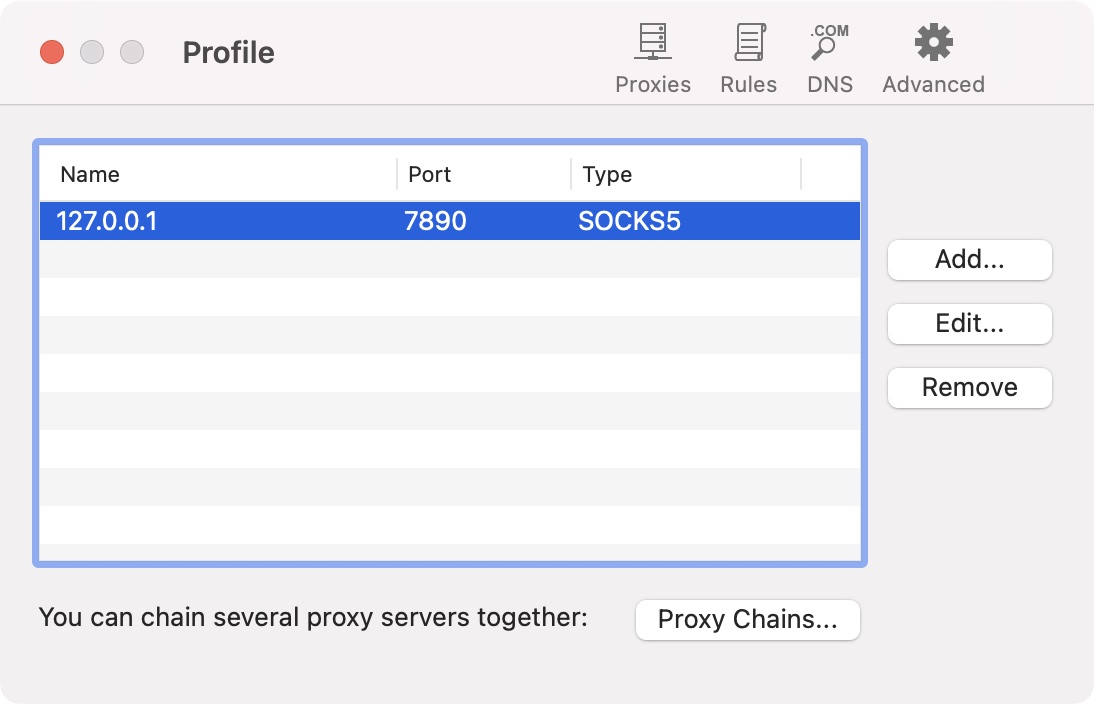 Profile
.COM
Proxies Rules DNS Advanced
Name Port Type
127.0.0.1 7890 SOCKS5
Add...
Edit...
Remove
You can chain several proxy servers together: Proxy Chains...